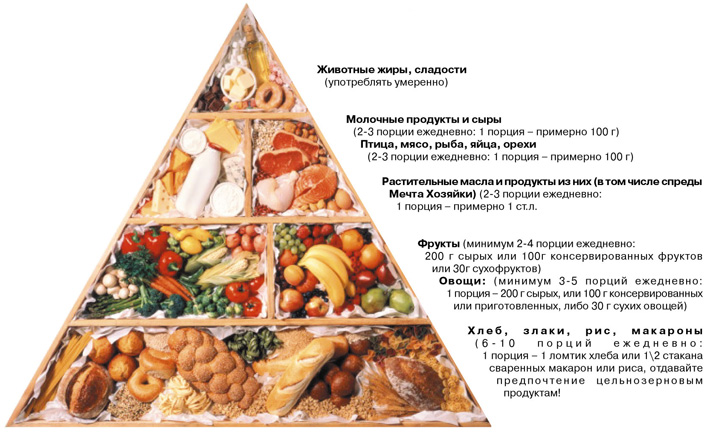 Животные жиры, сладости
(употреблять умеренно)
Молочные продукты и сыры
(2-3 порции ежедневно: 1 порция – примерно 100 г)
Птица, мясо, рыба, яйца, орехи
(2-3 порции ежедневно: 1 порция – примерно 100 г)
Растительные масла и продукты из них (в том числе спреды
Мечта Хозяйки) (2-3 порции ежедневно:
1 порция – примерно 1 ст.л.
Фрукты (минимум 2-4 порции ежедневно:
200 г сырых или 100г консервированных фруктов
или 30г сухофруктов)
Овощи: (минимум 3-5 порций ежедневно:
1 порция – 200 г сырых, или 100 г консервированных
или приготовленных, либо 30 г сухих овощей)
Хлеб, злаки, рис, макароны
(6-10 порций ежедневно:
1 порция – 1 ломтик хлеба или 1\2 стакана
сваренных макарон или риса, отдавайте
предпочтение цельнозерновым
продуктам!